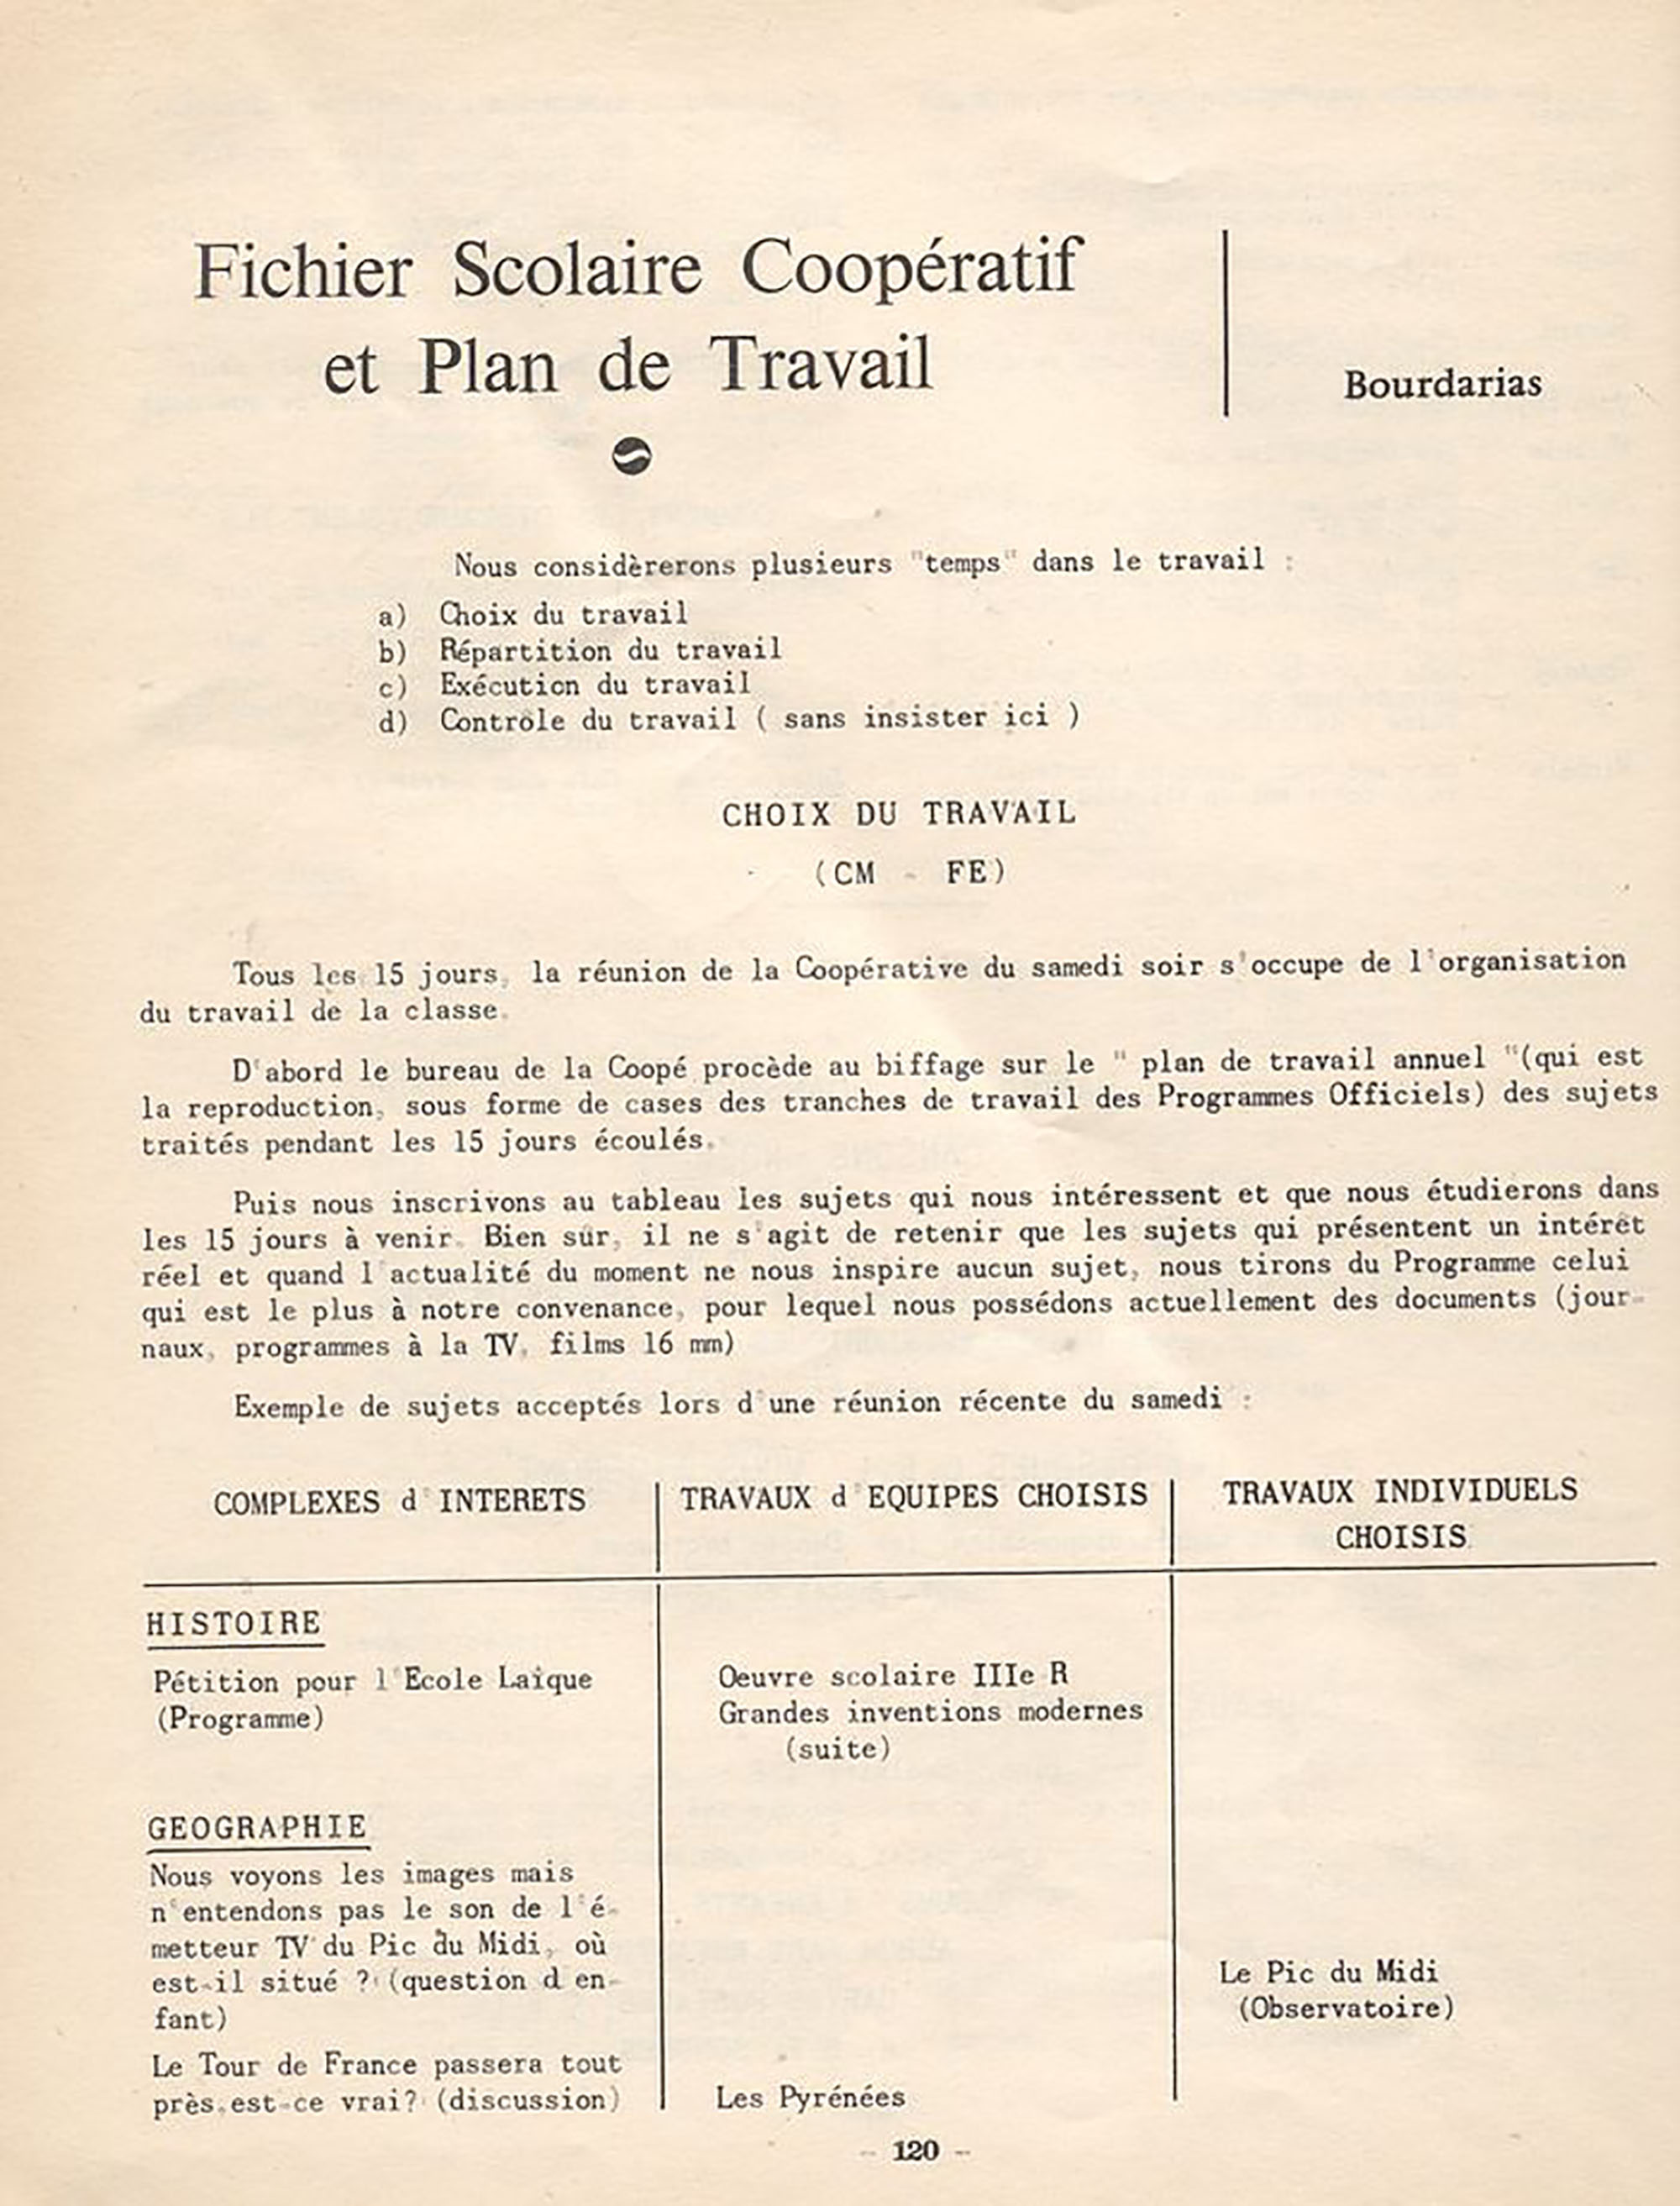 Fichier Scolaire Coopératif
et Plan de Travail
Bourdarias
Nous considèrerons plusieurs "temps" dans le travail :
a) Choix du travail
b) Répartition du travail
c) Exécution du travail
d) Contrôle du travail ( sans insister ici )
CHOIX DU TRAVAIL
(CM - FE)
Tous les 15 jours, la réunion de la Coopérative du samedi soir s'occupe de l'organisation
du travail de la classe.
D'abord le bureau de la Coopé procède au biffage sur le " plan de travail annuel "(qui est
la reproduction, sous forme de cases des tranches de travail des Programmes Officiels) des sujets
traités pendant les 15 jours écoulés.
Puis nous inscrivons au tableau les sujets qui nous intéressent et que nous étudierons dans
les 15 jours à venir. Bien sûr, il ne s'agit de retenir que les sujets qui présentent un intérêt
réel et quand l'actualité du moment ne nous inspire aucun sujet, nous tirons du Programme celui
qui est le plus à notre convenance, pour lequel nous possédons actuellement des documents (jour-
naux, programmes à la TV, films 16 mm)
Exemple de sujets acceptés lors d'une réunion récente du samedi :
COMPLEXES d'INTERETS
TRAVAUX d'EQUIPES CHOISIS
TRAVAUX INDIVIDUELS
CHOISIS
HISTOIRE
Pétition pour l'Ecole Laïque
(Programme)
Oeuvre scolaire IIIe R
Grandes inventions modernes
(suite)
GEOGRAPHIE
Nous voyons les images mais
n'entendons pas le son de l'é-
metteur TV du Pic du Midi, où
est-il situé ? (question d'en-
fant)
Le Pic du Midi
(Observatoire)
Le Tour de France passera tout
près.est-ce vrai? (discussion)
Les Pyrénées
- 120 -